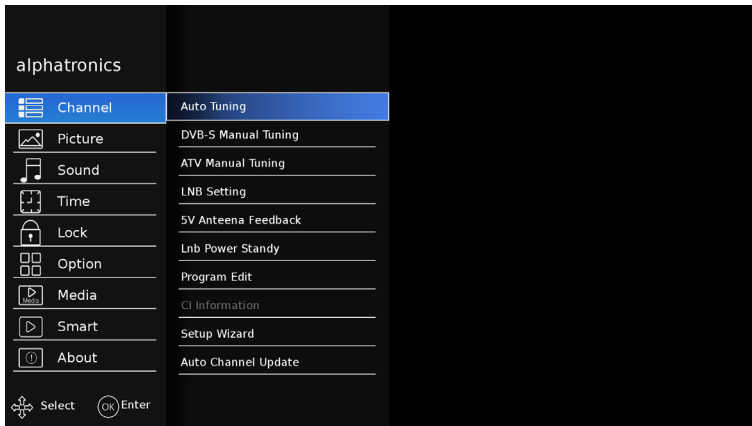 alphatronics
Channel
Picture
Sound
Time
Lock
Option
Media
Media
Smart
About
Select
OK Enter
Auto Tuning
DVB-S Manual Tuning
ATV Manual Tuning
LNB Setting
5V Anteena Feedback
Lnb Power Standy
Program Edit
CI Information
Setup Wizard
Auto Channel Update